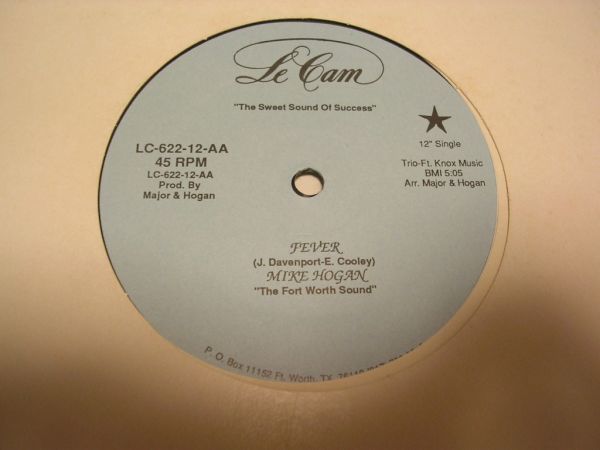 Le Cam
"The Sweet Sound Of Success"
LC-622-12-AA
45 RPM
LC-622-12-AA
Prod. By
Major & Hogan
12" Single
Trio-Ft. Knox Music
BMI 5:05
Arr. Major & Hogan
FEVER
(J. Davenport-E. Cooley)
MIKE HOGAN
"The Fort Worth Sound"
P. O. Box 11152 Ft. Worth, TX